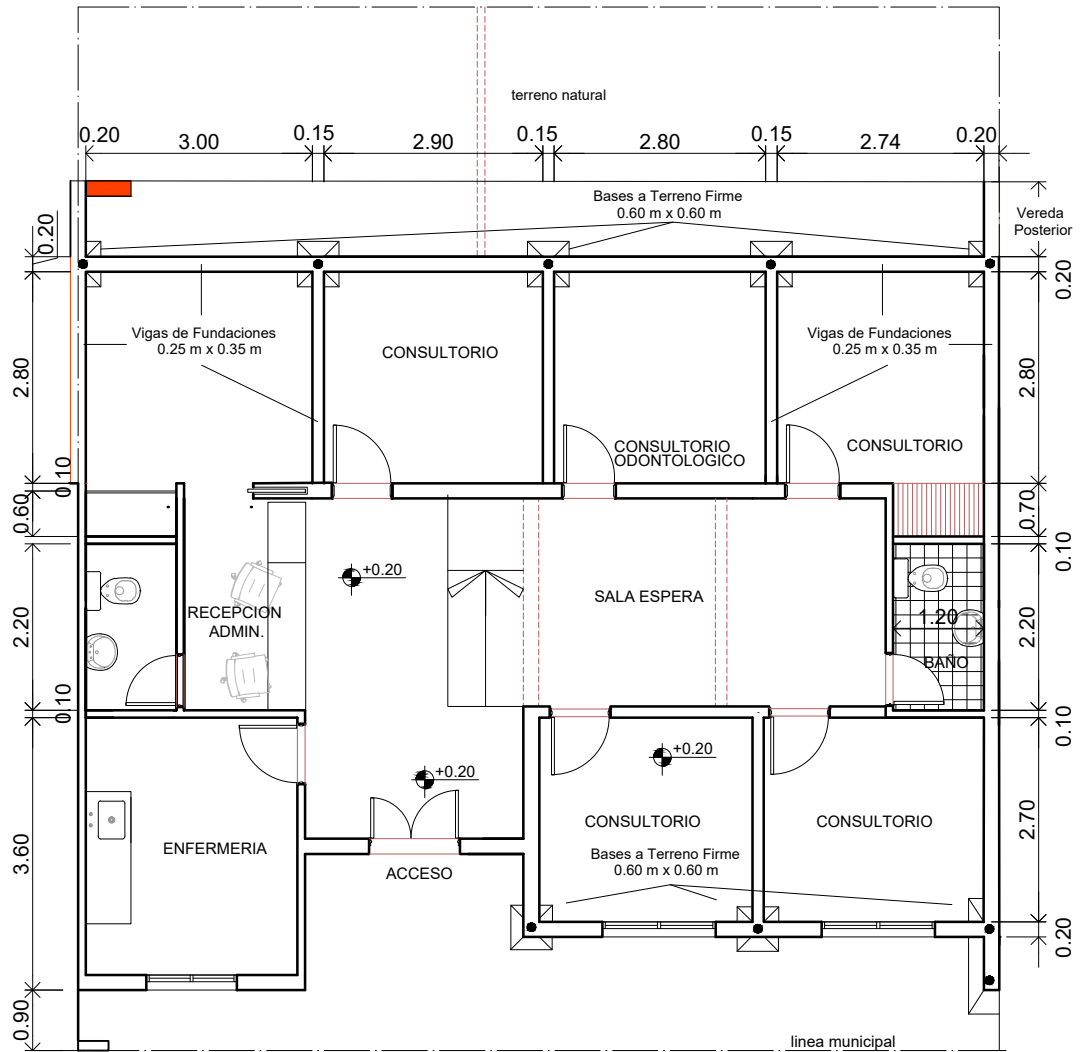 terreno natural
0.20
3.00
0.15
2.90
0.15
2.80
0.15
2.74
0.20
Bases a Terreno Firme
0.60 m x 0.60 m
Vereda
Posterior
0.20
0.20
Vigas de Fundaciones
0.25 m x 0.35 m
CONSULTORIO
Vigas de Fundaciones
0.25 m x 0.35 m
2.80
2.80
CONSULTORIO
ODONTOLOGICO
CONSULTORIO
0.10
0.60
0.70
0.10
+0.20
SALA ESPERA
RECEPCION
ADMIN.
1.20
BAÑO
2.20
2.20
0.10
0.10
+0.20
+0.20
ENFERMERIA
ACCESO
CONSULTORIO
CONSULTORIO
Bases a Terreno Firme
0.60 m x 0.60 m
3.60
2.70
0.20
0.90
linea municipal